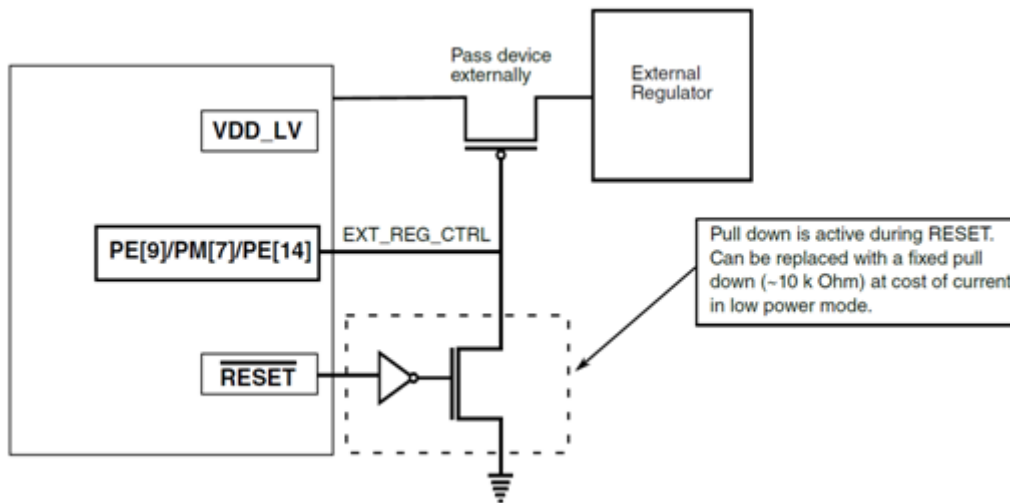 Pass device
externally
External
Regulator
VDD_LV
PE[9]/PM[7]/PE[14]
EXT_REG_CTRL
Pull down is active during RESET.
Can be replaced with a fixed pull
down (~10 k Ohm) at cost of current
in low power mode.
RESET